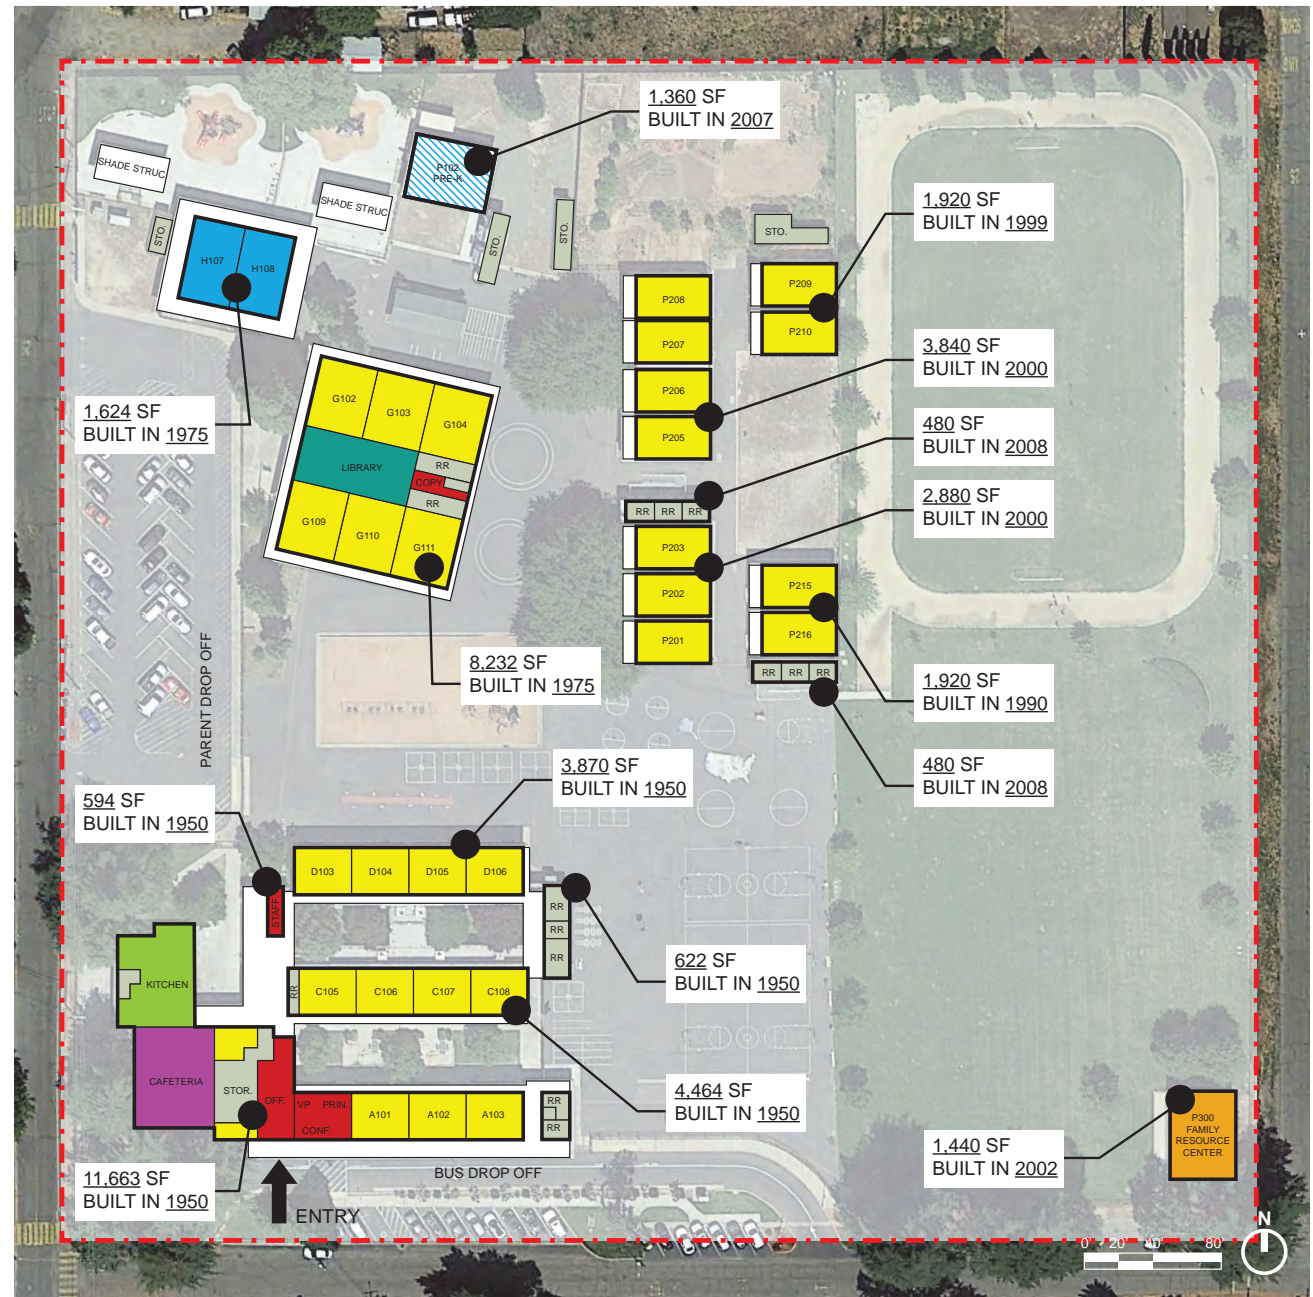 1,360 SF
BUILT IN 2007
SHADE STRUC
P102
PRE-K
SHADE STRUC
STO.
STO.
STO.
STO.
H107
H108
1,920 SF
BUILT IN 1999
P208
P209
P207
P210
P206
P205
3,840 SF
BUILT IN 2000
1,624 SF
BUILT IN 1975
G102
G103
G104
LIBRARY
RR
COPY
RR
G109
G110
G111
480 SF
BUILT IN 2008
2,880 SF
BUILT IN 2000
RR RR RR
P203
P202
P201
P215
P216
RR RR RR
8,232 SF
BUILT IN 1975
1,920 SF
BUILT IN 1990
PARENT DROP OFF
480 SF
BUILT IN 2008
3,870 SF
BUILT IN 1950
594 SF
BUILT IN 1950
D103
D104
D105
D106
STAFF
RR
RR
RR
KITCHEN
622 SF
BUILT IN 1950
RR
C105
C106
C107
C108
CAFETERIA
STOR.
OFF.
VP PRIN.
CONF.
A101
A102
A103
RR
RR
4,464 SF
BUILT IN 1950
11,663 SF
BUILT IN 1950
BUS DROP OFF
ENTRY
1,440 SF
BUILT IN 2002
P300
FAMILY
RESOURCE
CENTER
N
0' 20' 40' 80'